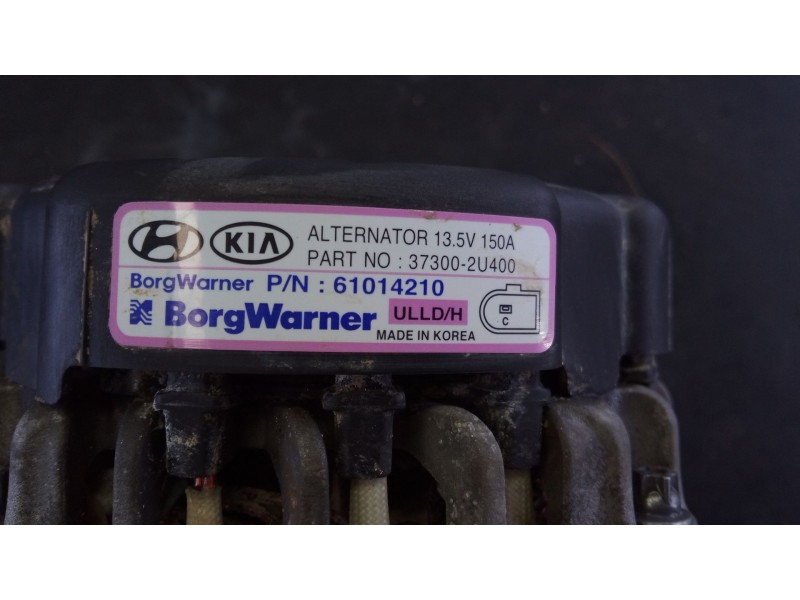 KIA
ALTERNATOR 13.5V 150A
PART NO : 37300-2U400
BorgWarner P/N : 61014210
BorgWarner ULLD/H
C
MADE IN KOREA